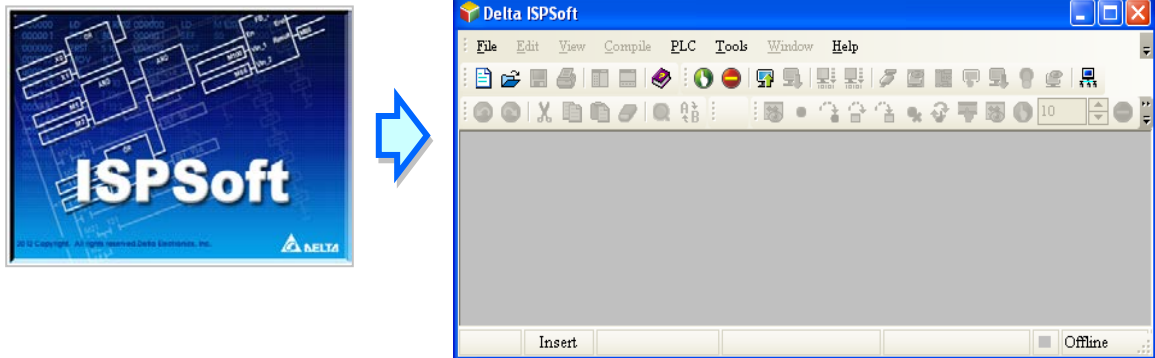 ISPSoft
2012 Copyright. All rights reserved.Delta Electronics, Inc.
DELTA
Delta ISPSoft
File Edit View Compile PLC Tools Window Help
10
Insert
Offline